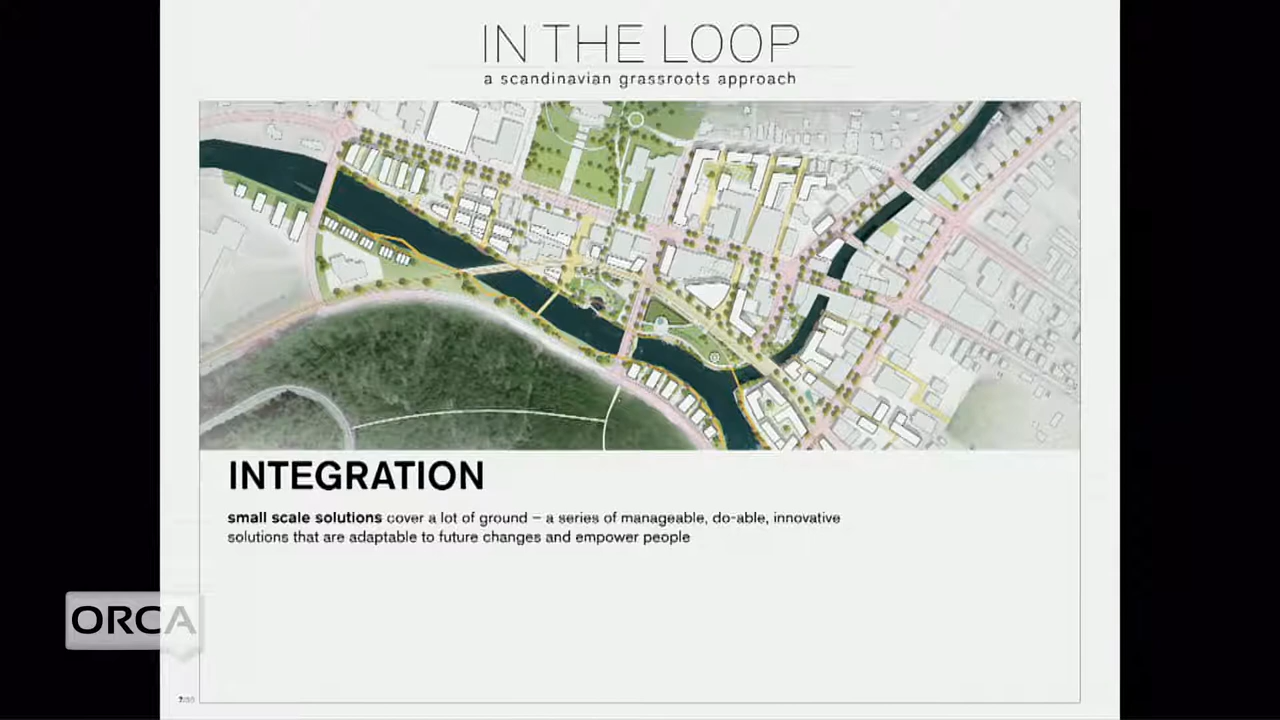 IN THE LOOP
a scandinavian grassroots approach
INTEGRATION
small scale solutions cover a lot of ground – a series of manageable, do-able, innovative
solutions that are adaptable to future changes and empower people
ORCA